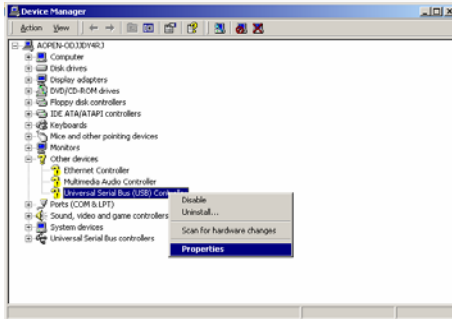 Device Manager
Action View
AOPEN-ODJJDY4RJ
Computer
Disk drives
Display adapters
DVD/CD-ROM drives
Floppy disk controllers
IDE ATA/ATAPI controllers
Keyboards
Mice and other pointing devices
Monitors
Other devices
Ethernet Controller
Multimedia Audio Controller
Universal Serial Bus (USB) Controller
Ports (COM & LPT)
Sound, video and game controllers
System devices
Universal Serial Bus controllers
Disable
Uninstall...
Scan for hardware changes
Properties